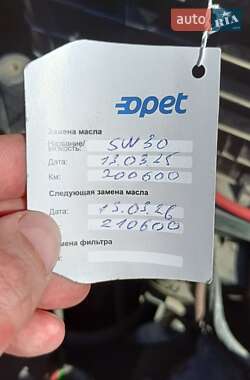 auto RIA
opet
Замена масла
Название/
вязкость: 5W30
Дата: 13.03.25
Км: 200600
Следующая замена масла
Дата: 13.03.26
210600
замена фильтра